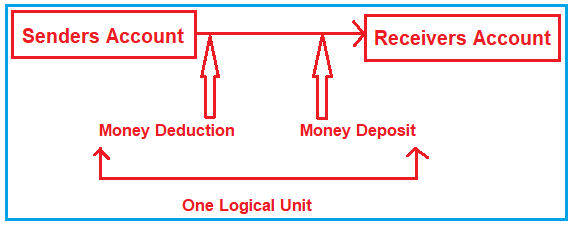 Senders Account
Receivers Account
Money Deduction
Money Deposit
One Logical Unit